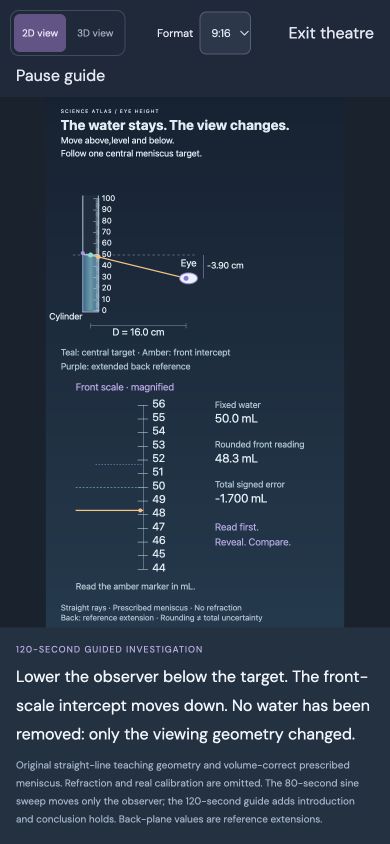 2D view
3D view
Format
9:16
Exit theatre
Pause guide
SCIENCE ATLAS / EYE HEIGHT
The water stays. The view changes.
Move above,level and below.
Follow one central meniscus target.
100
90
80
70
60
50
40
30
20
10
0
Eye
-3.90 cm
Cylinder
D = 16.0 cm
Teal: central target · Amber: front intercept
Purple: extended back reference
Front scale · magnified
56
55
54
53
52
51
50
49
48
47
46
45
44
Fixed water
50.0 mL
Rounded front reading
48.3 mL
Total signed error
-1.700 mL
Read first.
Reveal. Compare.
Read the amber marker in mL.
Straight rays · Prescribed meniscus · No refraction
Back: reference extension · Rounding ≠ total uncertainty
120-SECOND GUIDED INVESTIGATION
Lower the observer below the target. The front-
scale intercept moves down. No water has been
removed: only the viewing geometry changed.
Original straight-line teaching geometry and volume-correct prescribed
meniscus. Refraction and real calibration are omitted. The 80-second sine
sweep moves only the observer; the 120-second guide adds introduction
and conclusion holds. Back-plane values are reference extensions.